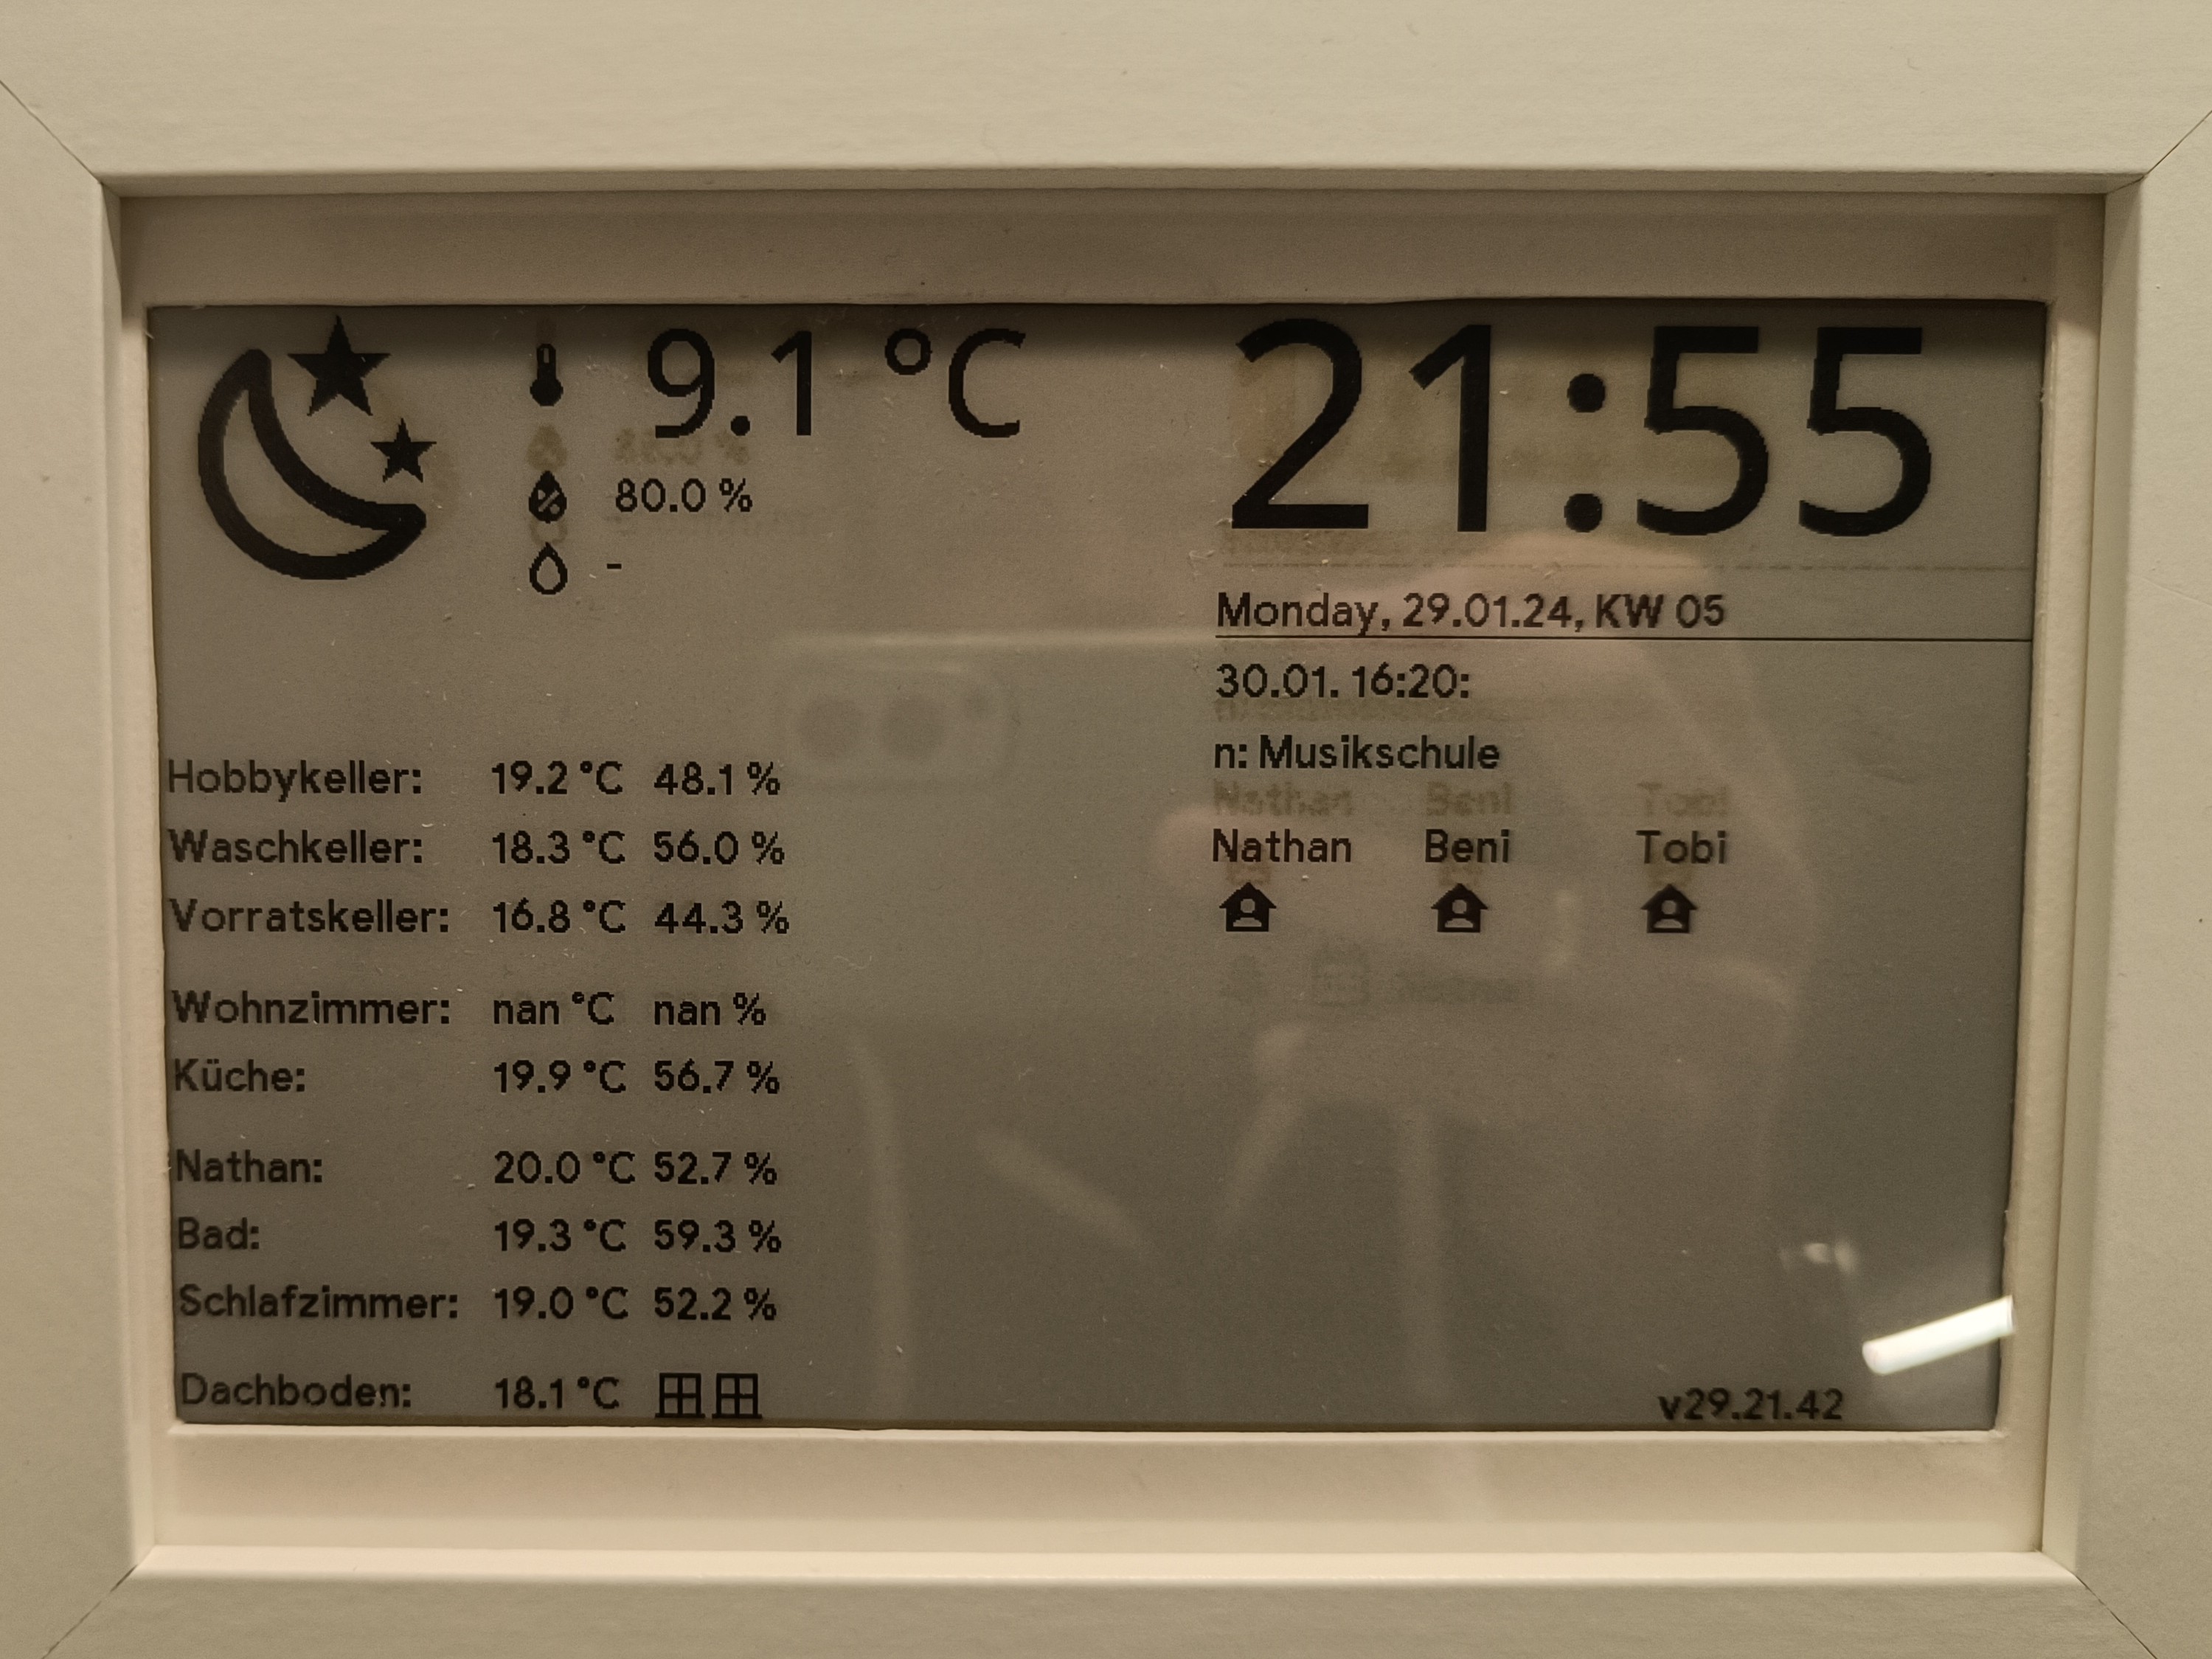 9.1 °C
80.0 %
-
21:55
Monday, 29.01.24, KW 05
30.01. 16:20:
n: Musikschule
Nathan Beni Tobi
Hobbykeller: 19.2 °C 48.1 %
Waschkeller: 18.3 °C 56.0 %
Vorratskeller: 16.8 °C 44.3 %
Wohnzimmer: nan °C nan %
Küche: 19.9 °C 56.7 %
Nathan: 20.0 °C 52.7 %
Bad: 19.3 °C 59.3 %
Schlafzimmer: 19.0 °C 52.2 %
Dachboden: 18.1 °C
v29.21.42